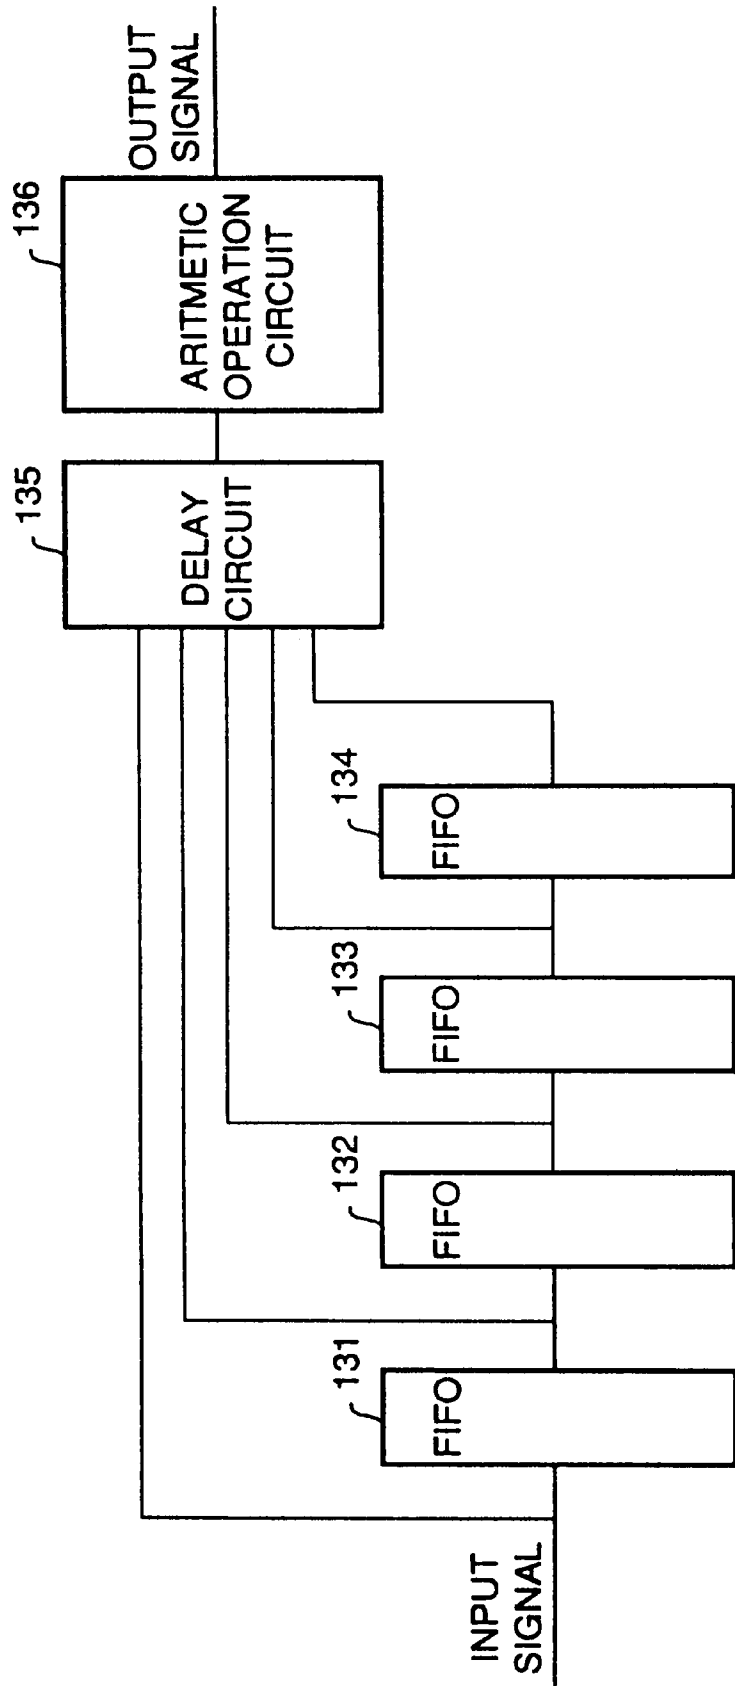 INPUT
SIGNAL
131
FIFO
132
FIFO
133
FIFO
134
FIFO
135
DELAY
CIRCUIT
136
ARITMETIC
OPERATION
CIRCUIT
OUTPUT
SIGNAL